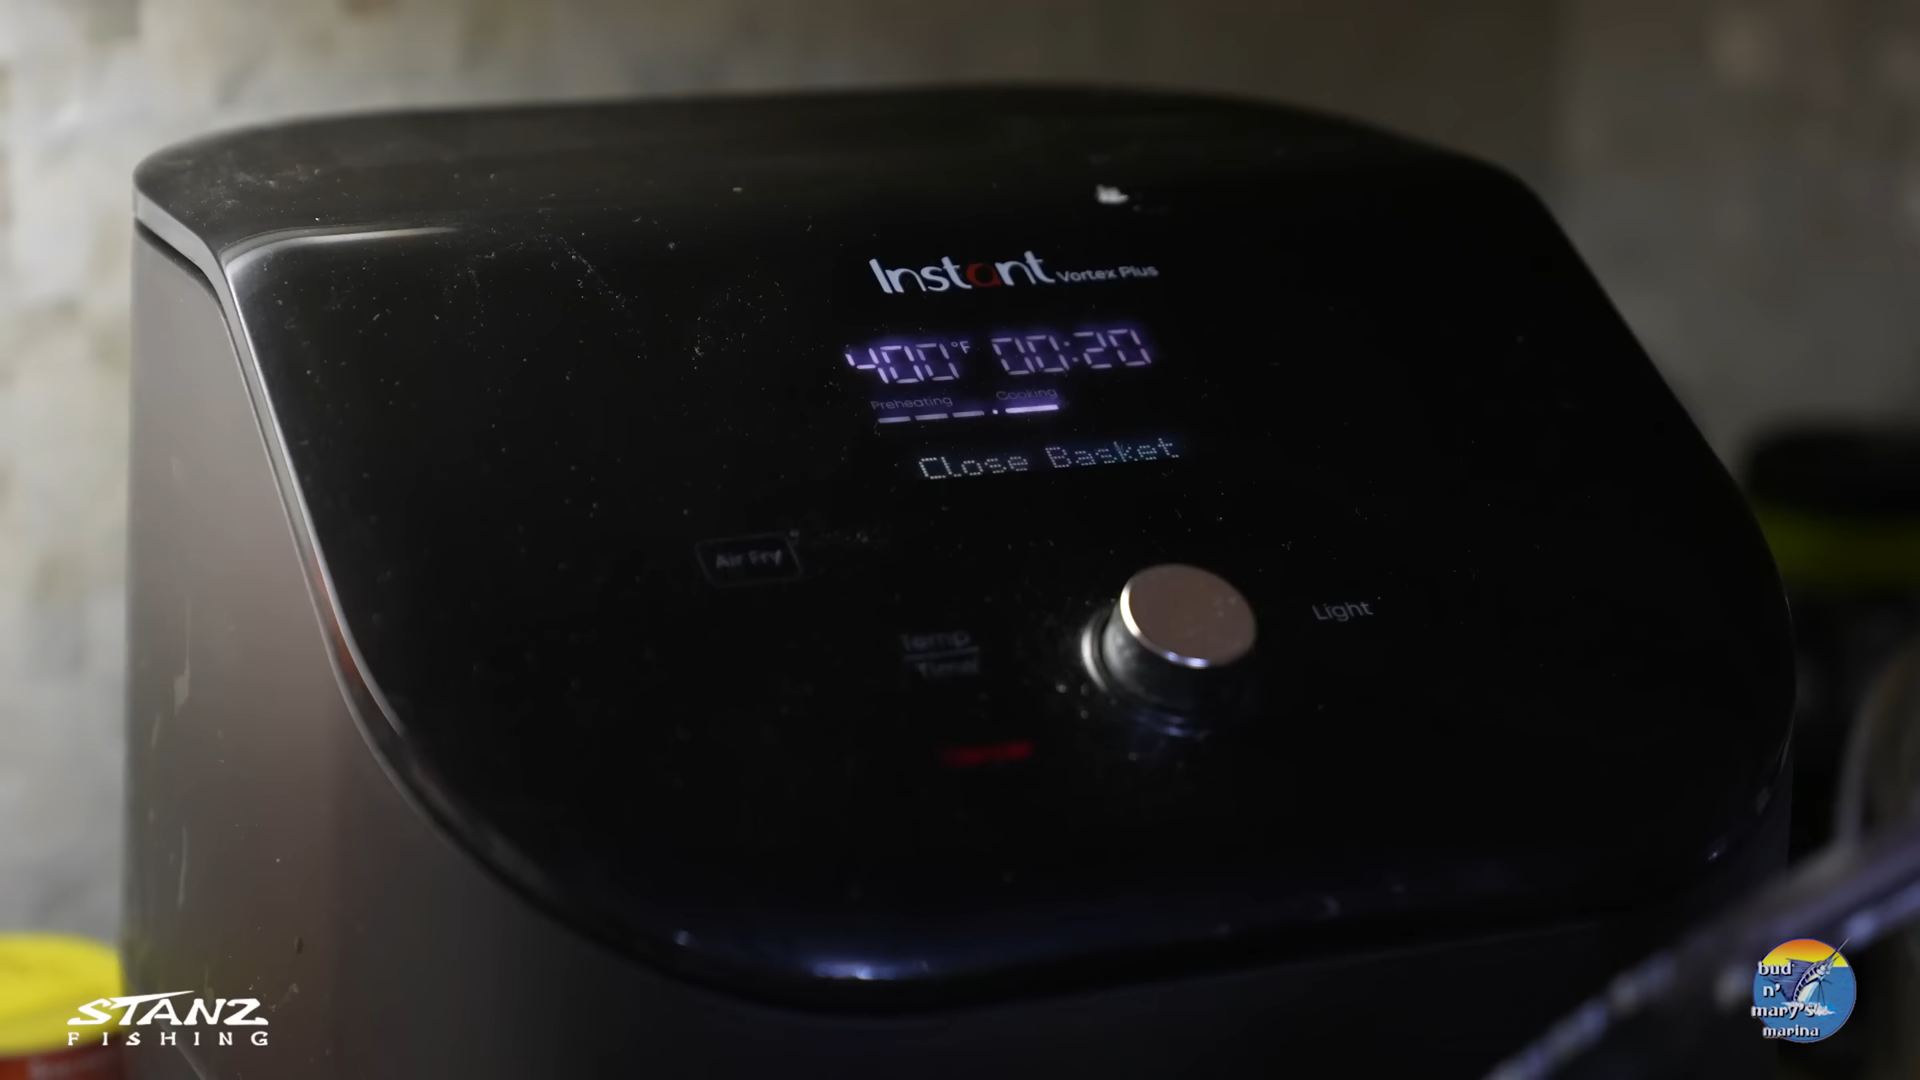 Instant Vortex Plus
400°F 00:20
Preheating Cooking
Close Basket
Air Fry
Temp
Time
Light
STANZ
FISHING
bud
n'
mary's
marina